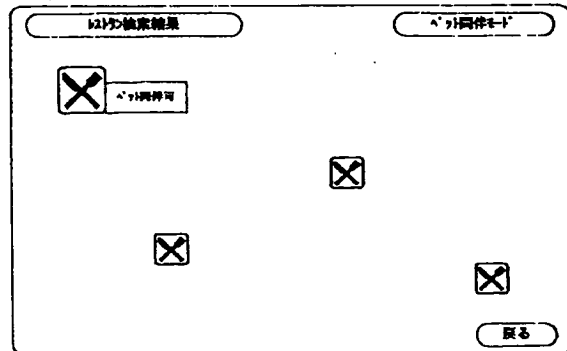 レストラン検索結果
ペット同伴モード
ペット同伴可
戻る